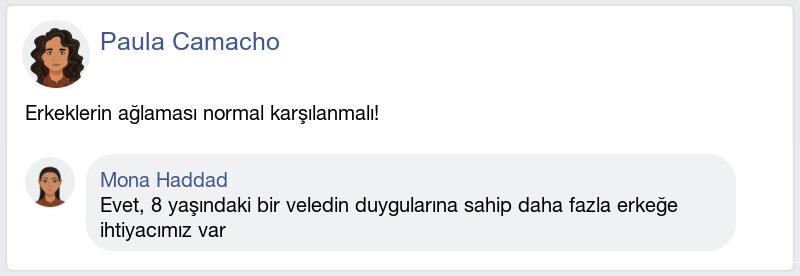 Paula Camacho
Erkeklerin ağlaması normal karşılanmalı!
Mona Haddad
Evet, 8 yaşındaki bir veledin duygularına sahip daha fazla erkeğe
ihtiyacımız var